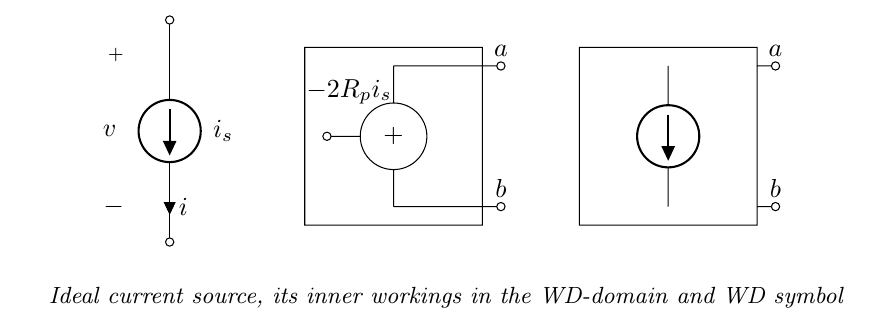 +
v
i_s
−
i
−2R_p i_s
+
a
b
a
b
Ideal current source, its inner workings in the WD-domain and WD symbol